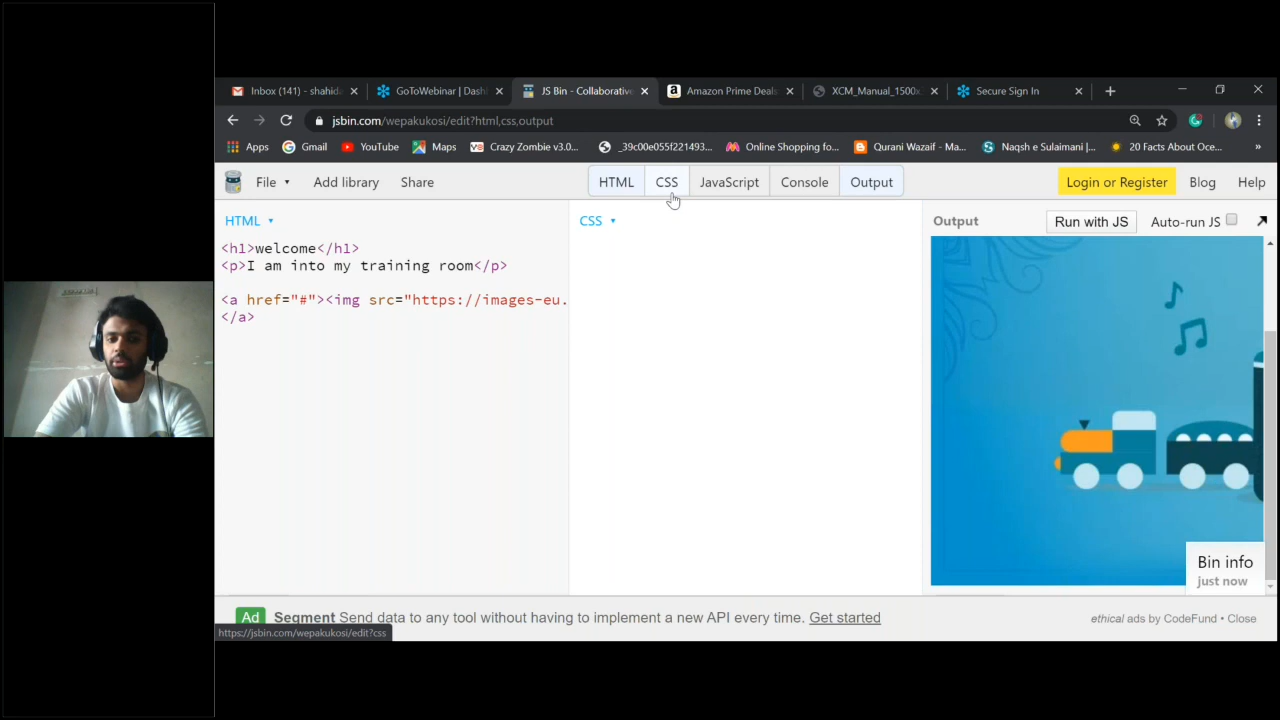 Inbox (141) - shahida
GoToWebinar | Dash
JS Bin - Collaborative
Amazon Prime Deals
XCM_Manual_1500x
Secure Sign In
jsbin.com/wepakukosi/edit?html,css,output
Apps
Gmail
YouTube
Maps
Crazy Zombie v3.0...
_39c00e055f221493...
Online Shopping fo...
Qurani Wazaif - Ma...
Naqsh e Sulaimani |...
20 Facts About Oce...
»
File
Add library
Share
HTML
CSS
JavaScript
Console
Output
Login or Register
Blog
Help
HTML
<h1>welcome</h1>
<p>I am into my training room</p>
<a href="#"><img src="https://images-eu.
</a>
CSS
Output
Run with JS
Auto-run JS
Bin info
just now
Ad
Segment Send data to any tool without having to implement a new API every time. Get started
ethical ads by CodeFund • Close
https://jsbin.com/wepakukosi/edit?css